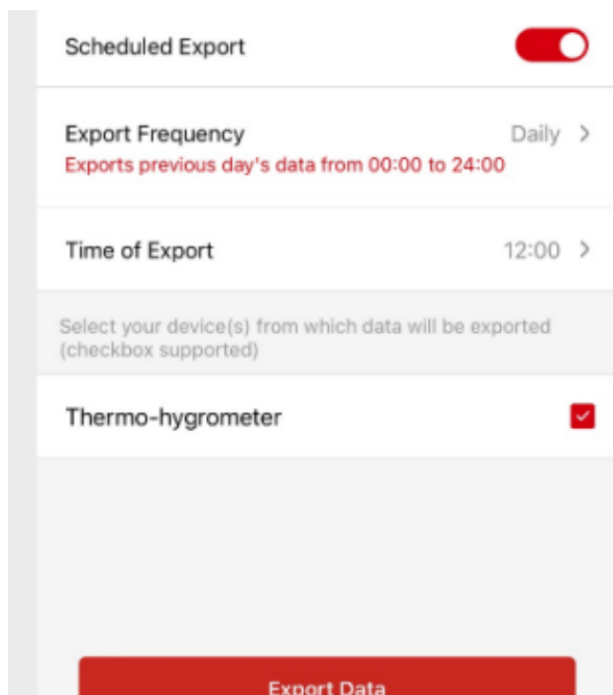 Scheduled Export
Export Frequency
Daily
Exports previous day's data from 00:00 to 24:00
Time of Export
12:00
Select your device(s) from which data will be exported
(checkbox supported)
Thermo-hygrometer
Export Data